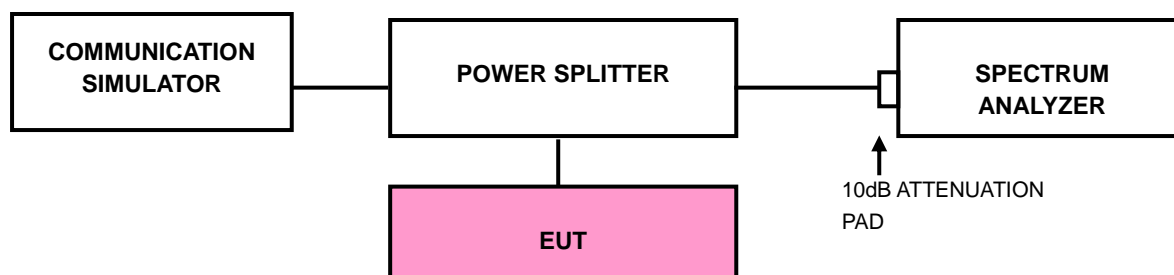 COMMUNICATION
SIMULATOR
POWER SPLITTER
SPECTRUM
ANALYZER
10dB ATTENUATION
PAD
EUT